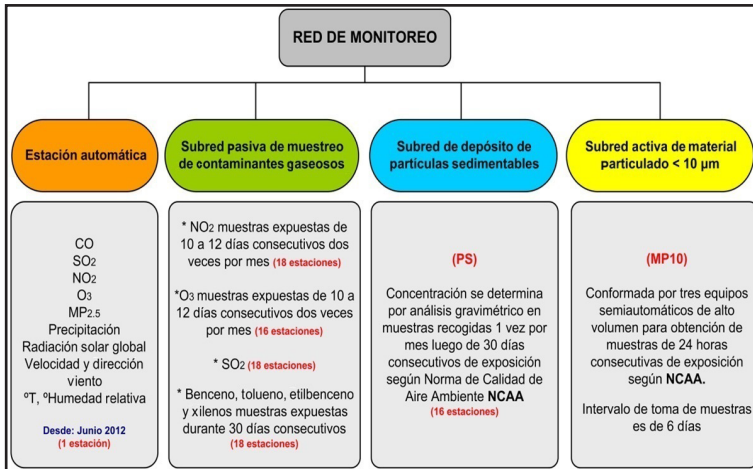 RED DE MONITOREO
Estación automática
Subred pasiva de muestreo
de contaminantes gaseosos
Subred de depósito de
partículas sedimentables
Subred activa de material
particulado < 10 µm
CO
SO2
NO2
O3
MP2.5
Precipitación
Radiación solar global
Velocidad y dirección
viento
ºT, ºHumedad relativa
Desde: Junio 2012
(1 estación)
* NO2 muestras expuestas de
10 a 12 días consecutivos dos
veces por mes (18 estaciones)
*O3 muestras expuestas de 10 a
12 días consecutivos dos veces
por mes (16 estaciones)
* SO2 (18 estaciones)
* Benceno, tolueno, etilbenceno
y xilenos muestras expuestas
durante 30 días consecutivos
(18 estaciones)
(PS)
Concentración se determina
por análisis gravimétrico en
muestras recogidas 1 vez por
mes luego de 30 días
consecutivos de exposición
según Norma de Calidad de
Aire Ambiente NCAA
(16 estaciones)
(MP10)
Conformada por tres equipos
semiautomáticos de alto
volumen para obtención de
muestras de 24 horas
consecutivas de exposición
según NCAA.
Intervalo de toma de muestras
es de 6 días